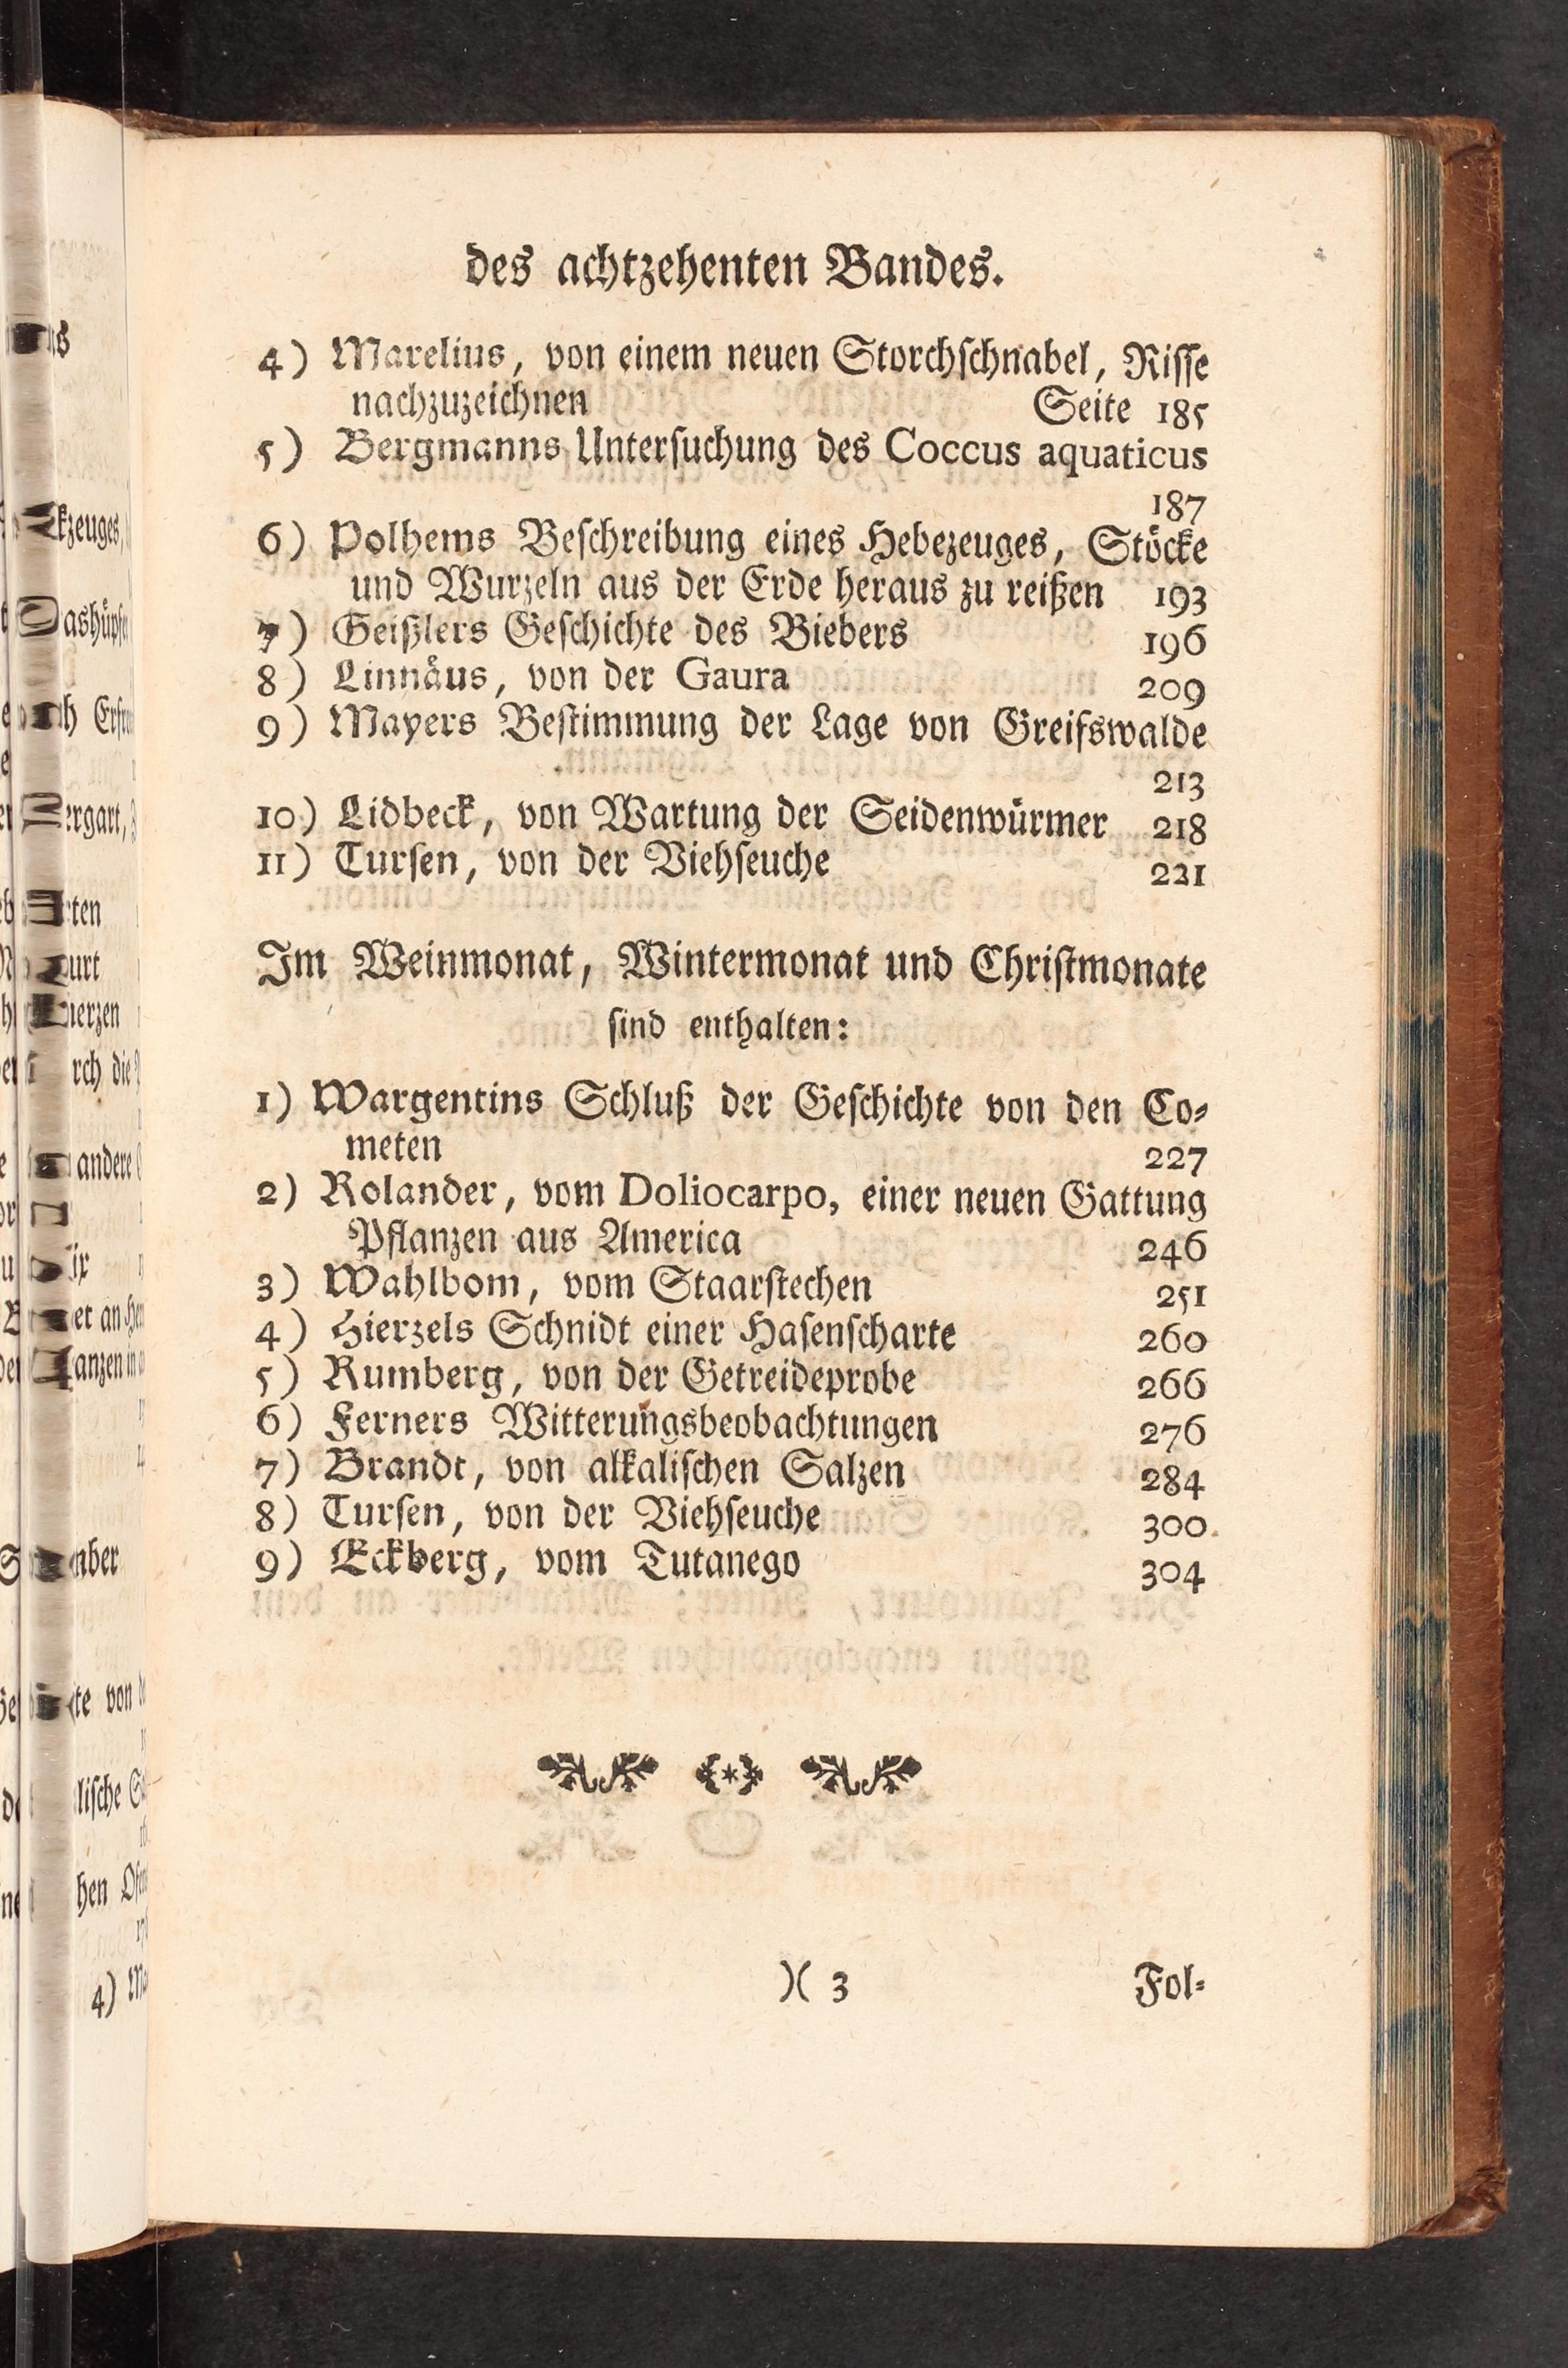 des achtzehenten Bandes.
4) Marelius, von einem neuen Storchschnabel, Risse
nachzuzeichnen Seite 185
5) Bergmanns Untersuchung des Coccus aquaticus
187
6) Polhems Beschreibung eines Hebezeuges, Stöcke
und Wurzeln aus der Erde heraus zu reißen 193
7) Geißlers Geschichte des Biebers 196
8) Linnäus, von der Gaura 209
9) Mayers Bestimmung der Lage von Greifswalde
213
10) Lidbeck, von Wartung der Seidenwürmer 218
11) Tursen, von der Viehseuche 221
Im Weinmonat, Wintermonat und Christmonate
sind enthalten:
1) Wargentins Schluß der Geschichte von den Co-
meten 227
2) Rolander, vom Doliocarpo, einer neuen Gattung
Pflanzen aus America 246
3) Wahlbom, vom Staarstechen 251
4) Hierzels Schnidt einer Hasenscharte 260
5) Rumberg, von der Getreideprobe 266
6) Ferners Witterungsbeobachtungen 276
7) Brandt, von alkalischen Salzen 284
8) Tursen, von der Viehseuche 300
9) Eckberg, vom Tutanego 304
)( 3 Fol-